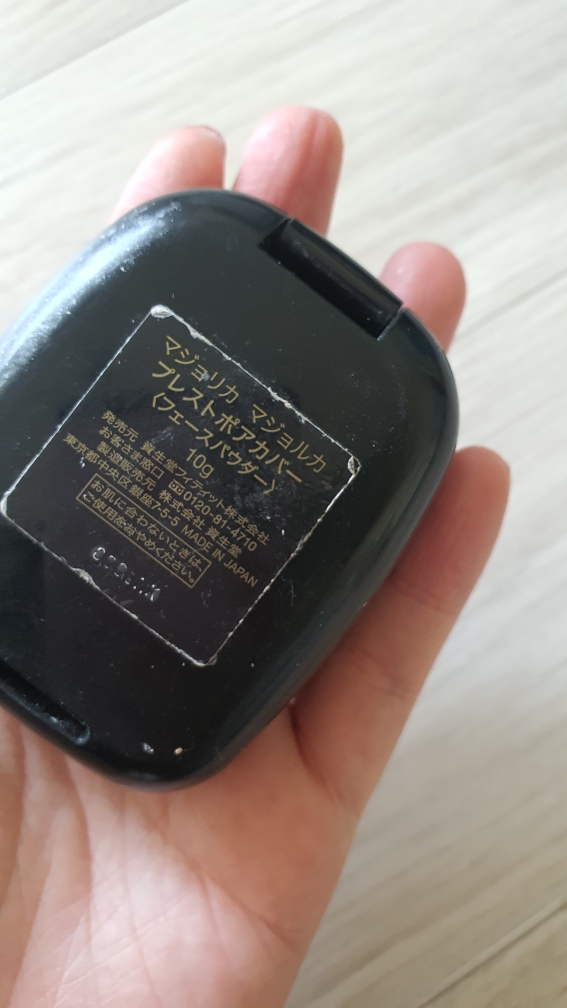 マジョリカ マジョルカ
プレストポアカバー
〈フェースパウダー〉
10g
発売元 資生堂フィティット株式会社
お客さま窓口 0120-81-4710
製造販売元 株式会社 資生堂
東京都中央区銀座7-5-5 MADE IN JAPAN
お肌に合わないときは、
ご使用をおやめください。